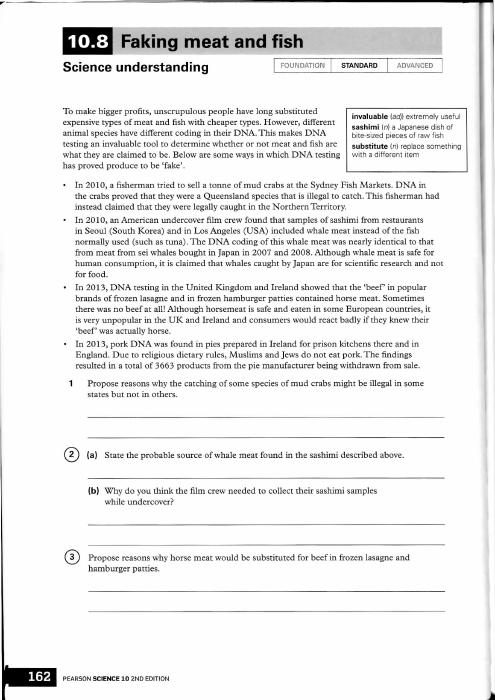 10.8 Faking meat and fish
Science understanding
FOUNDATION STANDARD ADVANCED
To make bigger profits, unscrupulous people have long substituted
expensive types of meat and fish with cheaper types. However, different
animal species have different coding in their DNA. This makes DNA
testing an invaluable tool to determine whether or not meat and fish are
what they are claimed to be. Below are some ways in which DNA testing
has proved useful to be 'fake'.
invaluable (adj) extremely useful
sashimi (n) a Japanese dish of
bite-sized pieces of raw fish
substitute (n) replace something
with a different item
• In 2010, a fisherman tried to sell a tonne of mud crabs at the Sydney Fish Markets. DNA in
the crabs proved that they were a Queensland species that is illegal to catch. This fisherman had
instead claimed that they were legally caught in the Northern Territory.
• In 2010, an American undercover film crew found that samples of sashimi from restaurants
in Seoul (South Korea) and in Los Angeles (USA) included whale meat instead of the fish
normally used (such as tuna). The DNA coding of this whale meat was nearly identical to that
from meat from sei whales bought in Japan in 2007 and 2008. Although whale meat is safe for
human consumption, it is claimed that whales caught by Japan are for scientific research and not
for food.
• In 2013, DNA testing in the United Kingdom and Ireland showed that the 'beef' in popular
brands of frozen lasagne and in frozen hamburger patties contained horse meat. Sometimes
there was no beef at all! Although horsemeat is safe and eaten in some European countries, it
is very unpopular in the UK and Ireland and consumers would react badly if they knew their
'beef' was actually horse.
• In 2013, pork DNA was found in pies prepared in Ireland for prison kitchens there and in
England. Due to religious dietary rules, Muslims and Jews do not eat pork. The findings
resulted in a total of 3663 products from the pie manufacturer being withdrawn from sale.
1 Propose reasons why the catching of some species of mud crabs might be illegal in some
states but not in others.
2 (a) State the probable source of whale meat found in the sashimi described above.
(b) Why do you think the film crew needed to collect their sashimi samples
while undercover?
3 Propose reasons why horse meat would be substituted for beef in frozen lasagne and
hamburger patties.
162 PEARSON SCIENCE 10 2ND EDITION